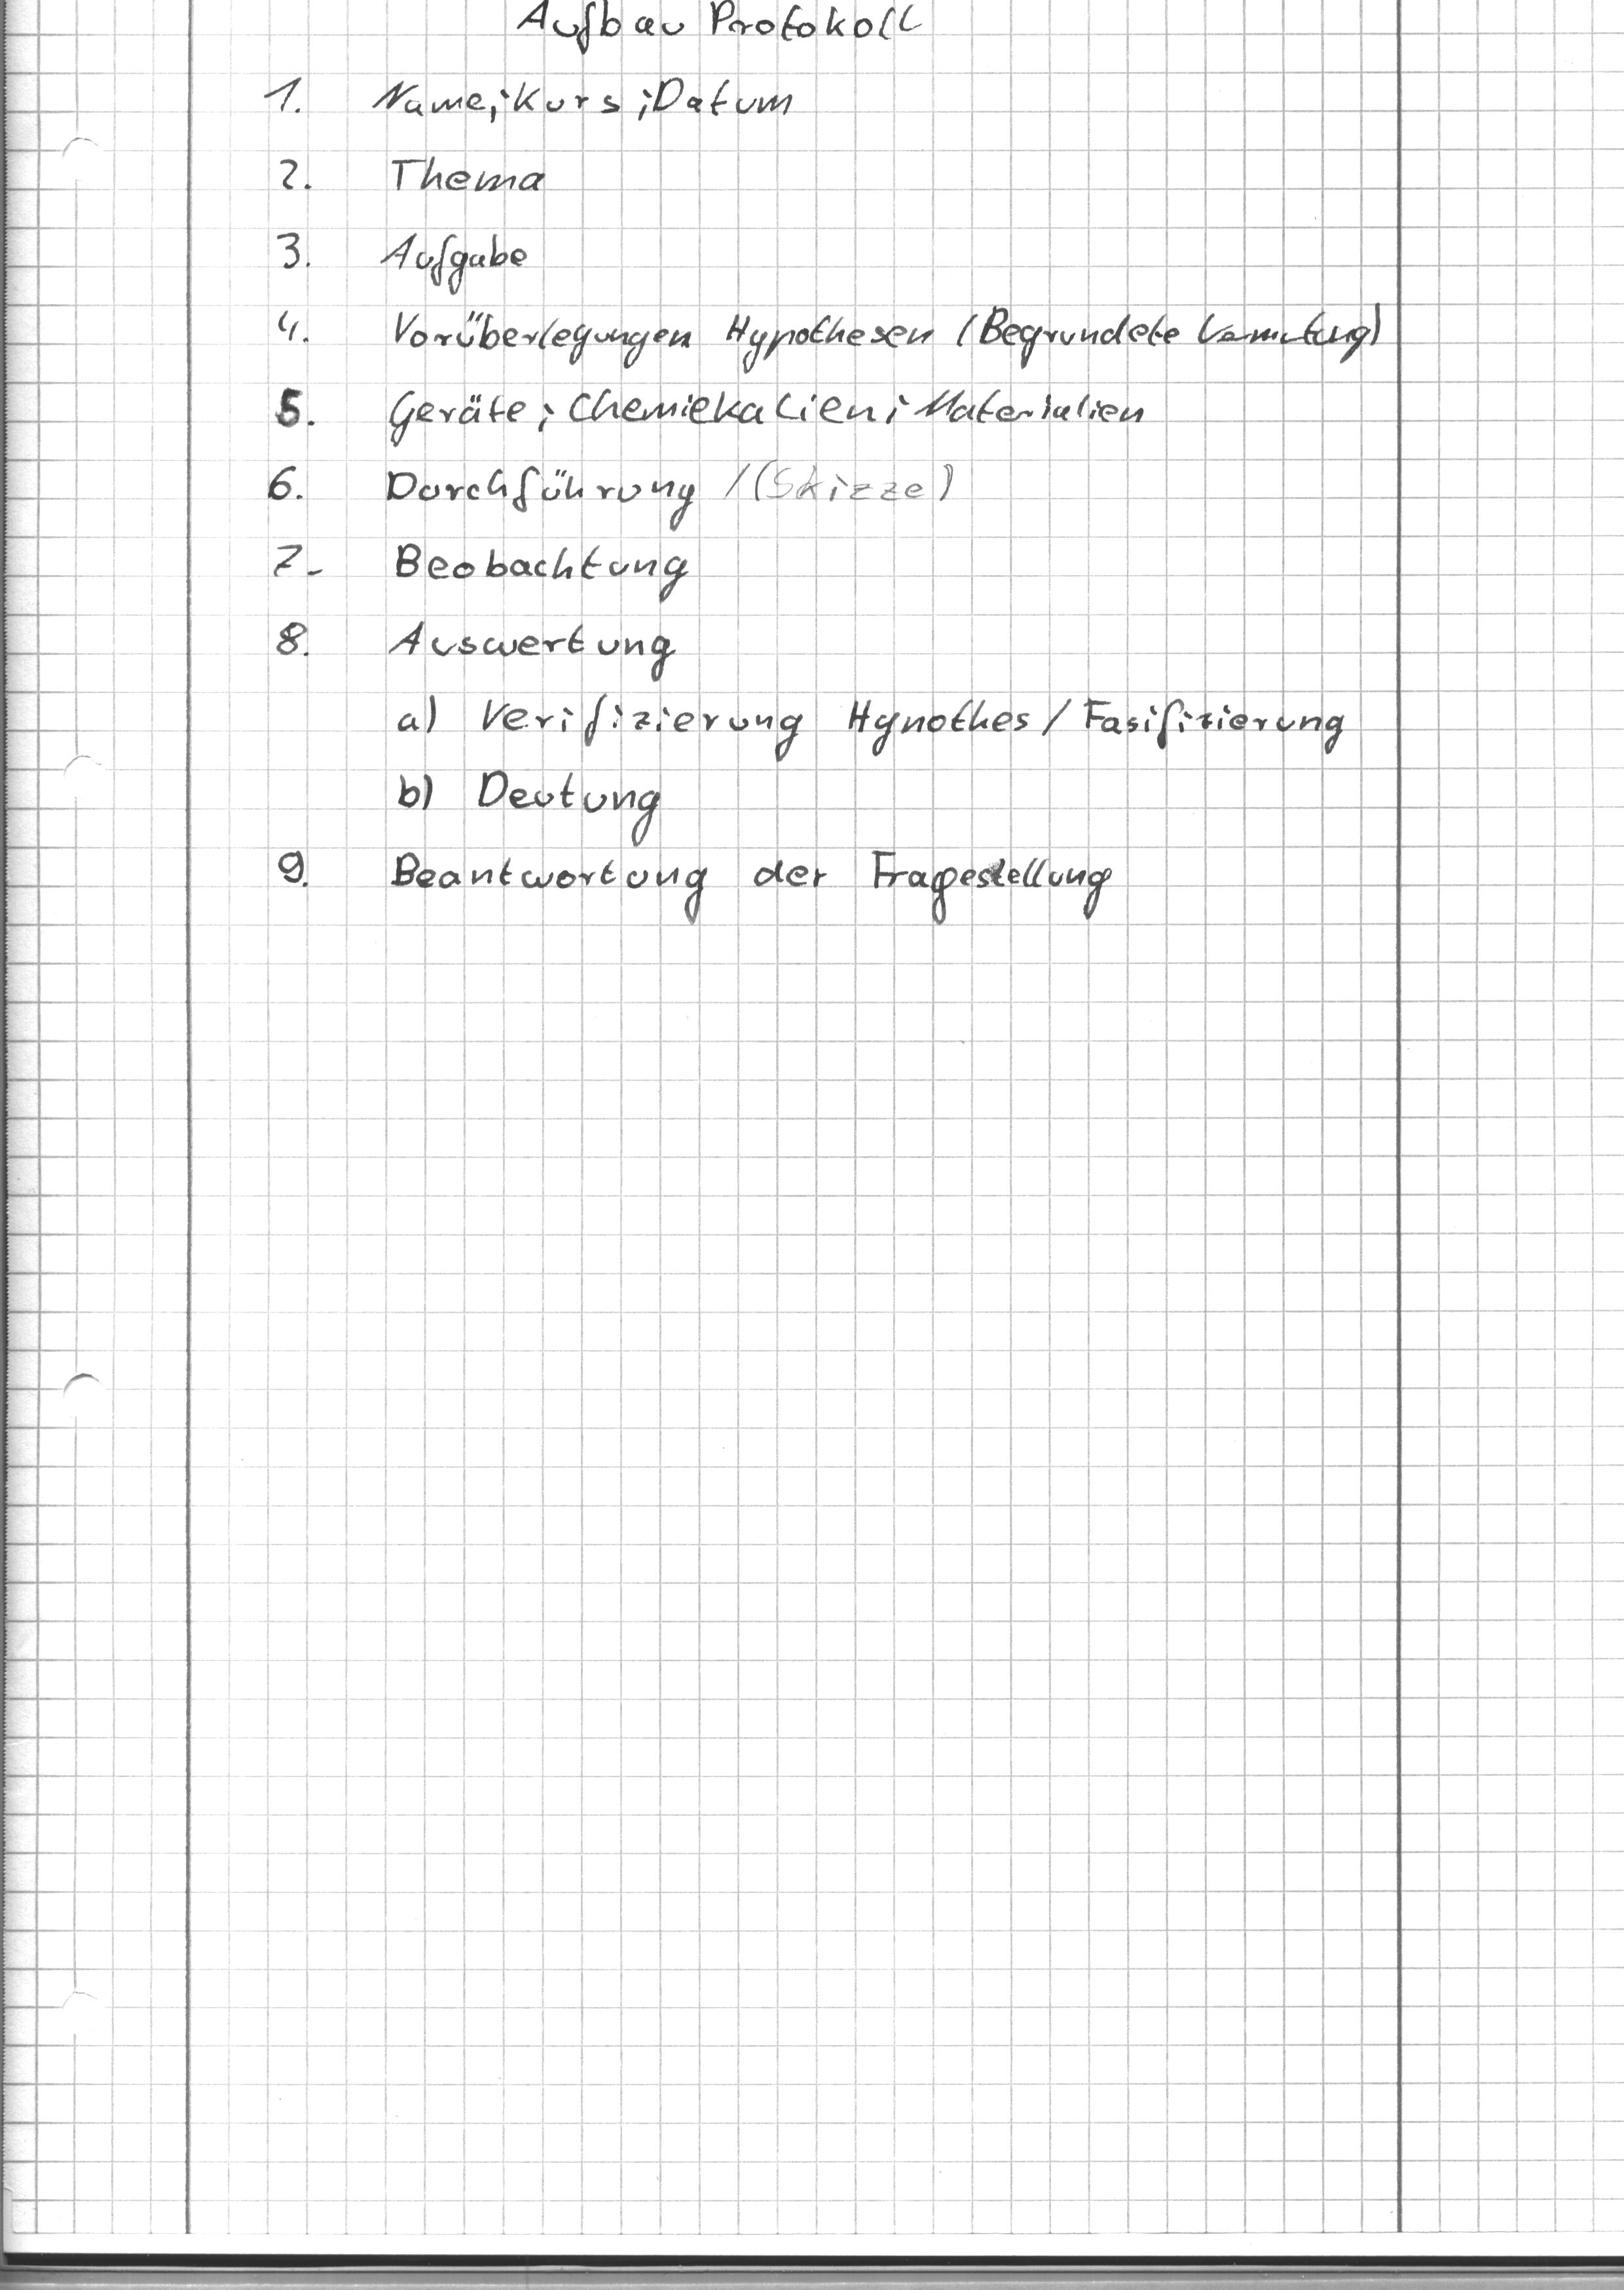 Aufbau Protokoll
1. Name; Kurs; Datum
2. Thema
3. Aufgabe
4. Vorüberlegungen Hypothesen (Begrundete Vermutung)
5. Geräte; Chemiekalien; Materialien
6. Durchführung / (Skizze)
7. Beobachtung
8. Auswertung
a) Verifizierung Hypothes / Fasifizierung
b) Deutung
9. Beantwortung der Fragestellung